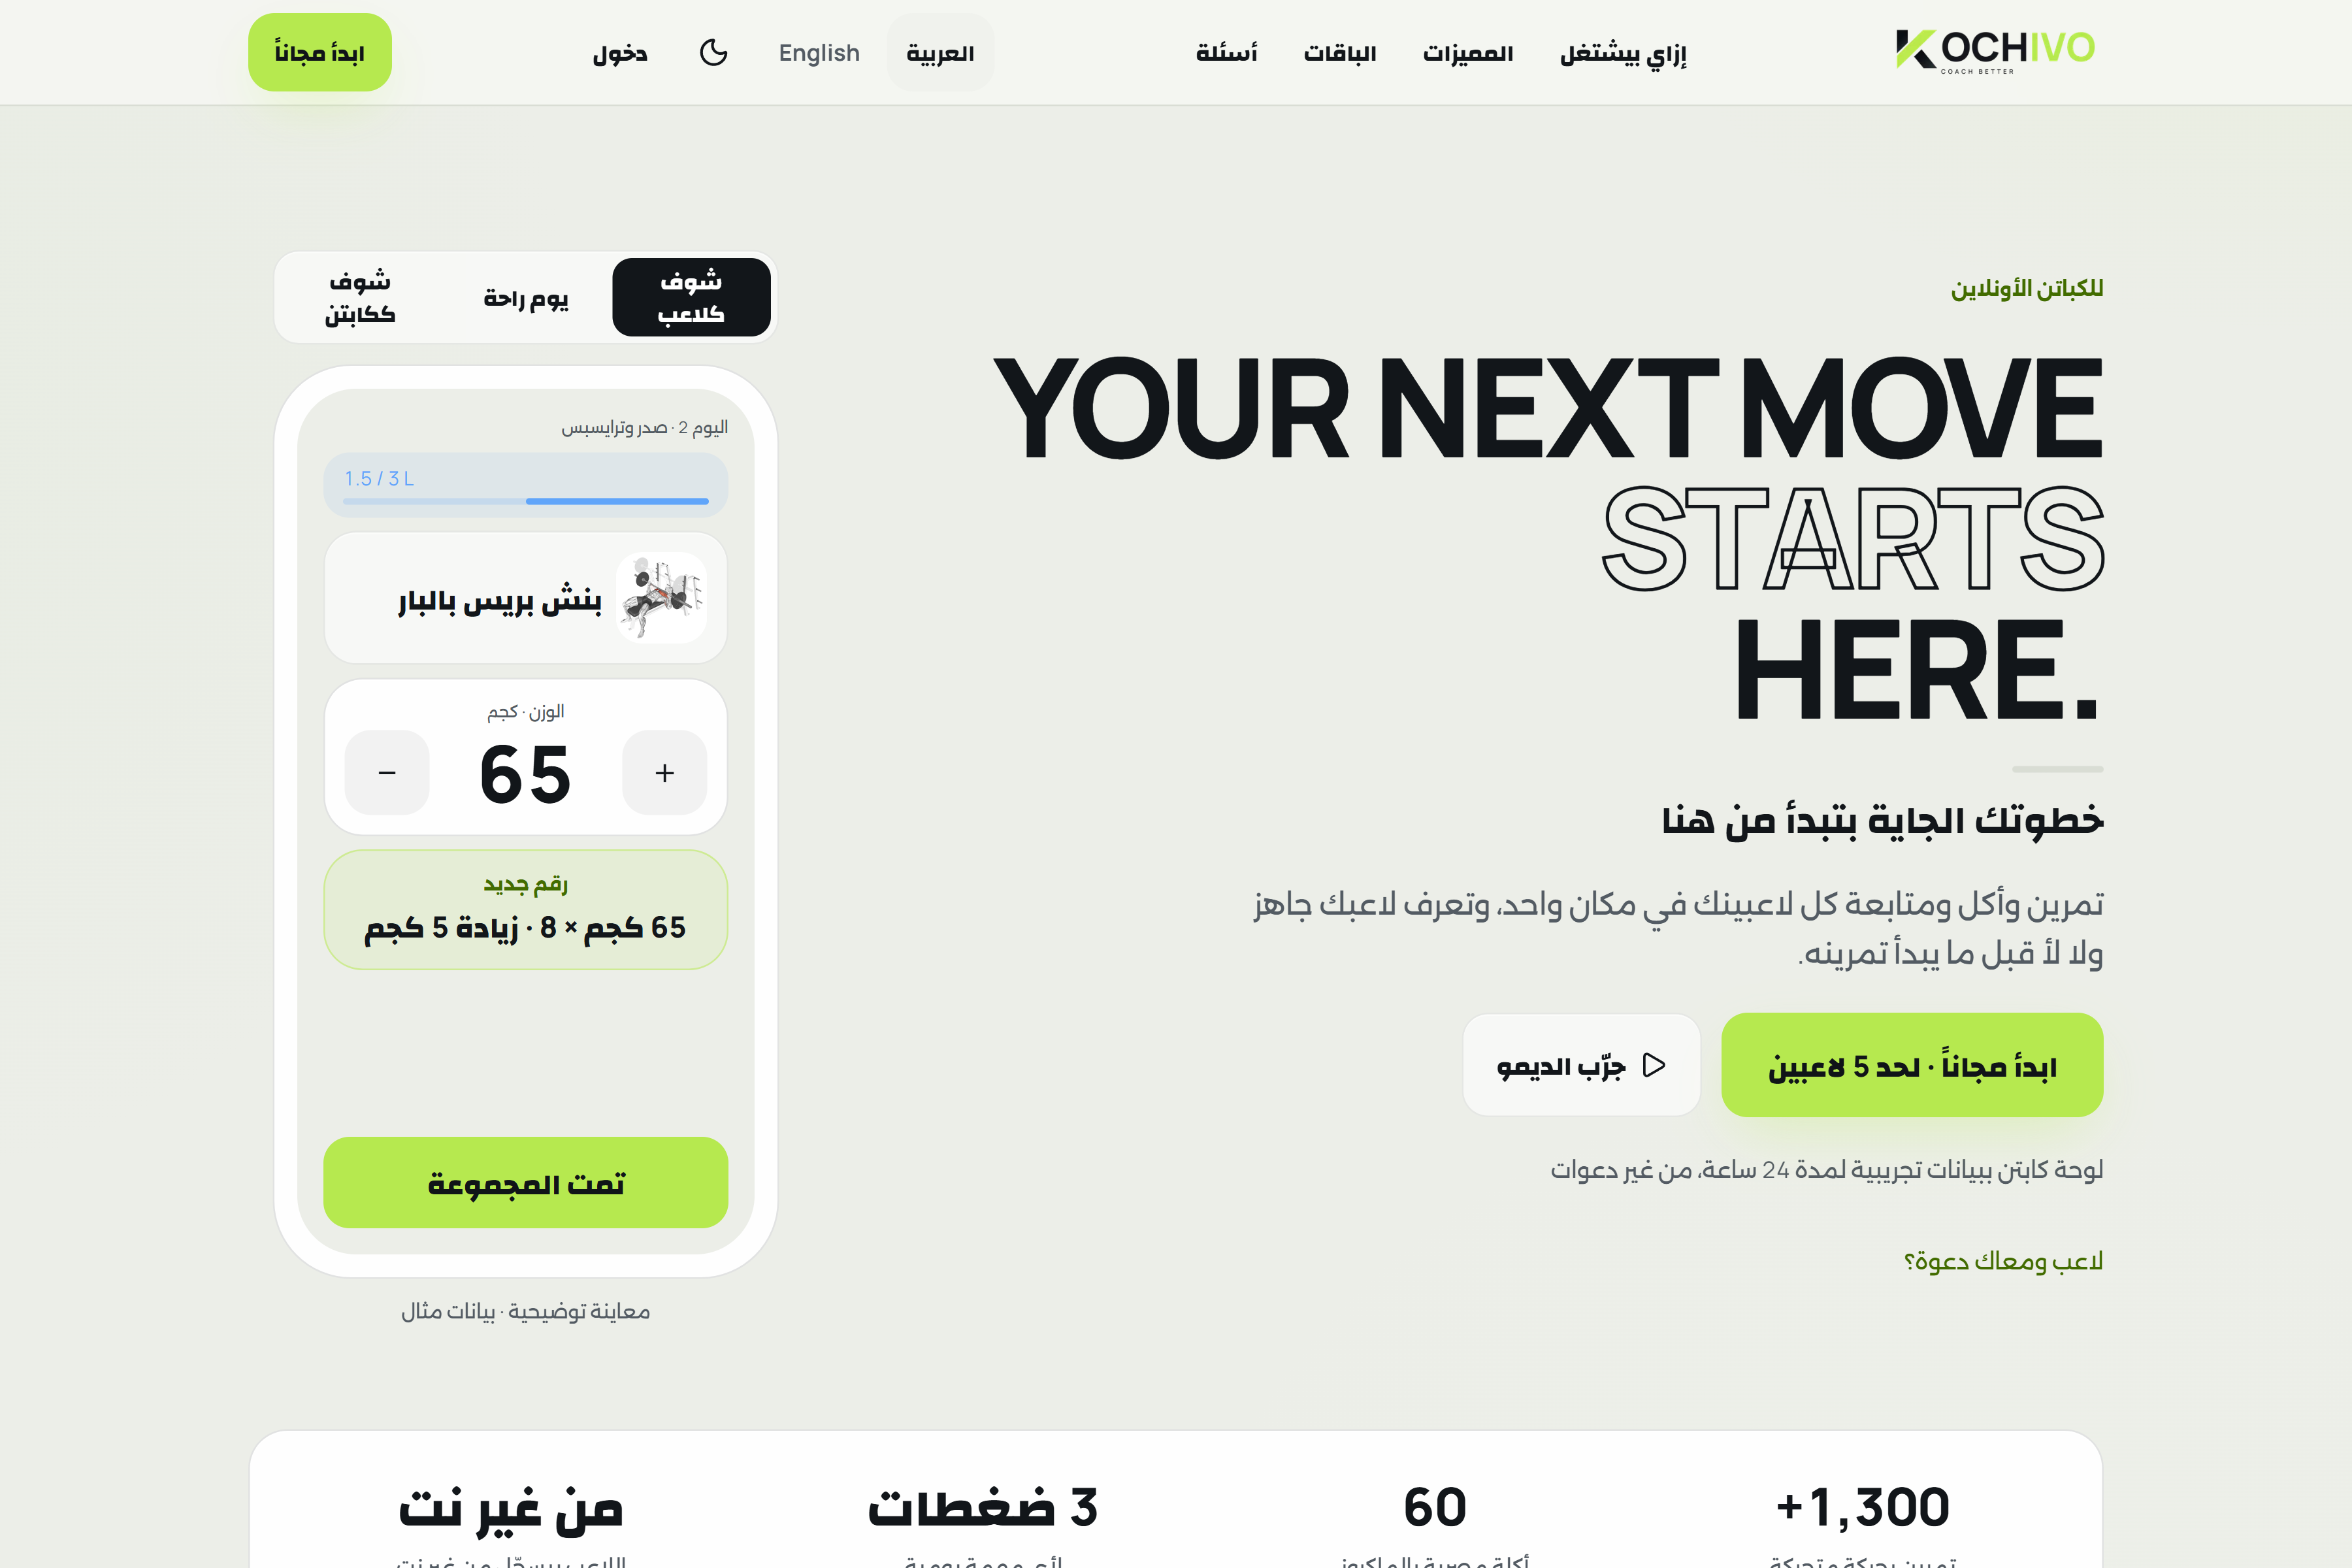 KOCHIVO
COACH BETTER
إزاي بيشتغل
المميزات
الباقات
أسئلة
العربية
English
دخول
ابدأ مجاناً
للكباتن الأونلاين
YOUR NEXT MOVE
STARTS
HERE.
خطوتك الجاية بتبدأ من هنا
تمرين وأكل ومتابعة كل لاعبينك في مكان واحد، وتعرف لاعبك جاهز
ولا لأ قبل ما يبدأ تمرينه.
ابدأ مجاناً · لحد 5 لاعبين
جرّب الديمو
لوحة كابتن ببيانات تجريبية لمدة 24 ساعة، من غير دعوات
لاعب ومعاك دعوة؟
شوف
كلاعب
يوم راحة
شوف
ككابتن
اليوم 2 · صدر وترايسبس
1.5 / 3 L
بنش بريس بالبار
الوزن · كجم
+
65
−
رقم جديد
65 كجم × 8 · زيادة 5 كجم
تمت المجموعة
معاينة توضيحية · بيانات مثال
+1,300
60
3 ضغطات
من غير نت